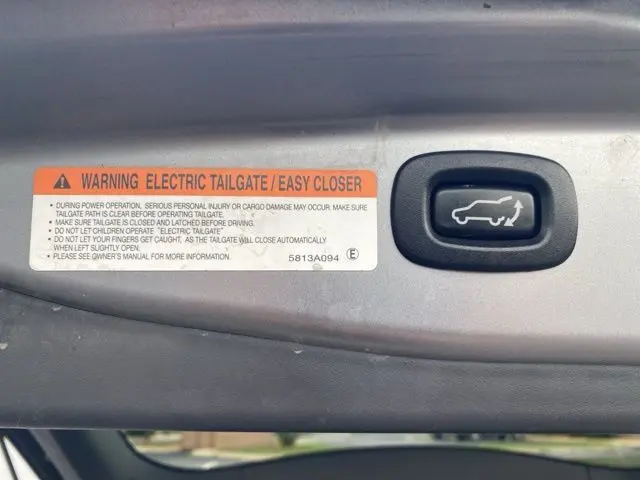 WARNING ELECTRIC TAILGATE / EASY CLOSER
• DURING POWER OPERATION, SERIOUS PERSONAL INJURY OR CARGO DAMAGE MAY OCCUR. MAKE SURE
TAILGATE PATH IS CLEAR BEFORE OPERATING TAILGATE.
• MAKE SURE TAILGATE IS CLOSED AND LATCHED BEFORE DRIVING.
• DO NOT LET CHILDREN OPERATE "ELECTRIC TAILGATE"
• DO NOT LET YOUR FINGERS GET CAUGHT, AS THE TAILGATE WILL CLOSE AUTOMATICALLY
WHEN LEFT SLIGHTLY OPEN.
• PLEASE SEE OWNER'S MANUAL FOR MORE INFORMATION.
5813A094 Ⓔ